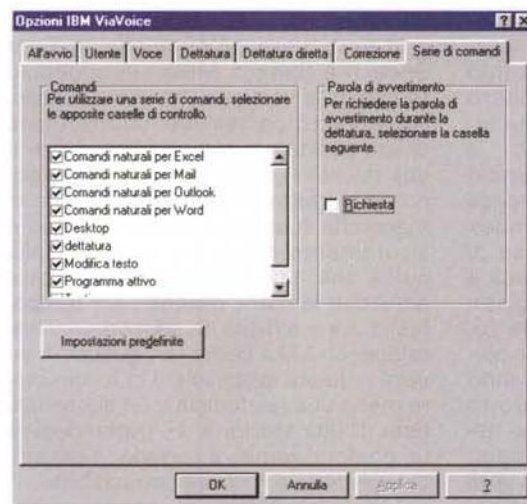 Opzioni IBM ViaVoice
All'avvio Utente Voce Dettatura Dettatura diretta Correzione Serie di comandi
Comandi
Per utilizzare una serie di comandi, selezionare
le apposite caselle di controllo.
Comandi naturali per Excel
Comandi naturali per Mail
Comandi naturali per Outlook
Comandi naturali per Word
Desktop
dettatura
Modifica testo
Programma attivo
Impostazioni predefinite
Parola di avvertimento
Per richiedere la parola di
avvertimento durante la
dettatura, selezionare la casella
seguente.
Richiesta
OK Annulla Applica ?